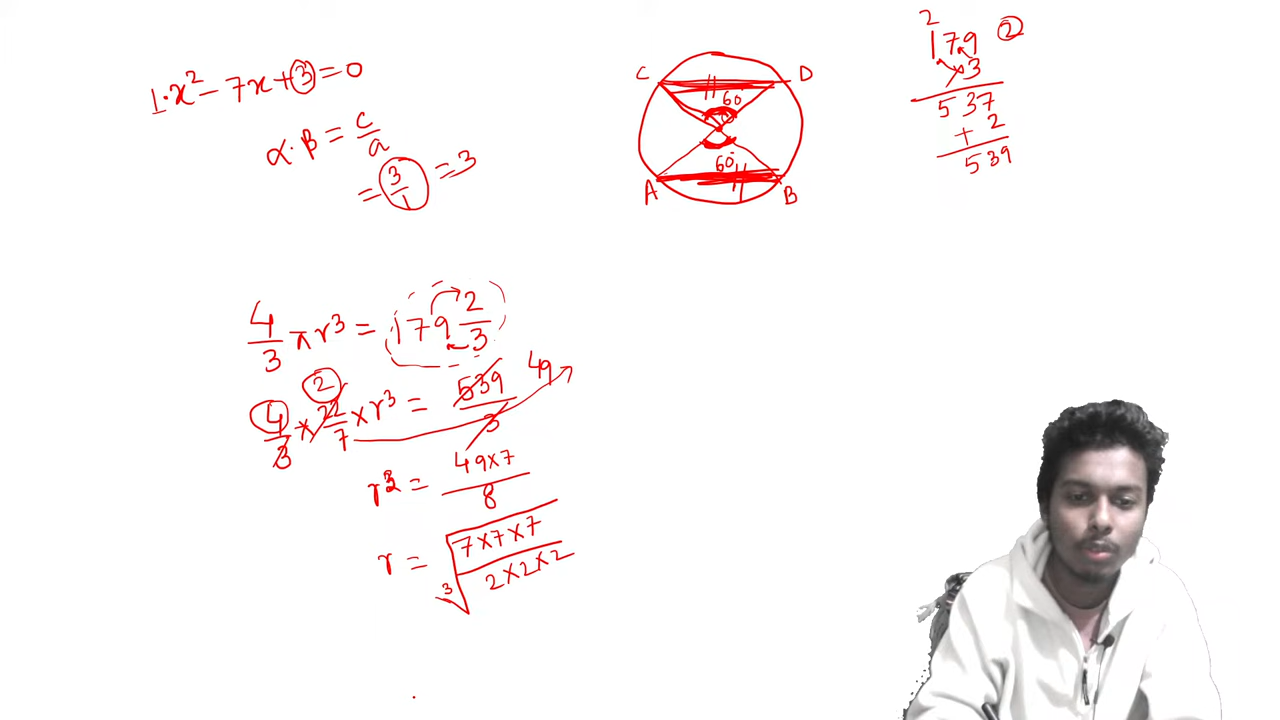 1·x² - 7x + 3 = 0
α·β = c/a
= 3/1 = 3
C D
60
O
60°
A B
2
179 ②
×3
537
+ 2
539
4/3 πr³ = 179 2/3
2 49
4/3 × 22/7 × r³ = 539/3
r³ = 49×7/8
r = ³√(7×7×7/2×2×2)